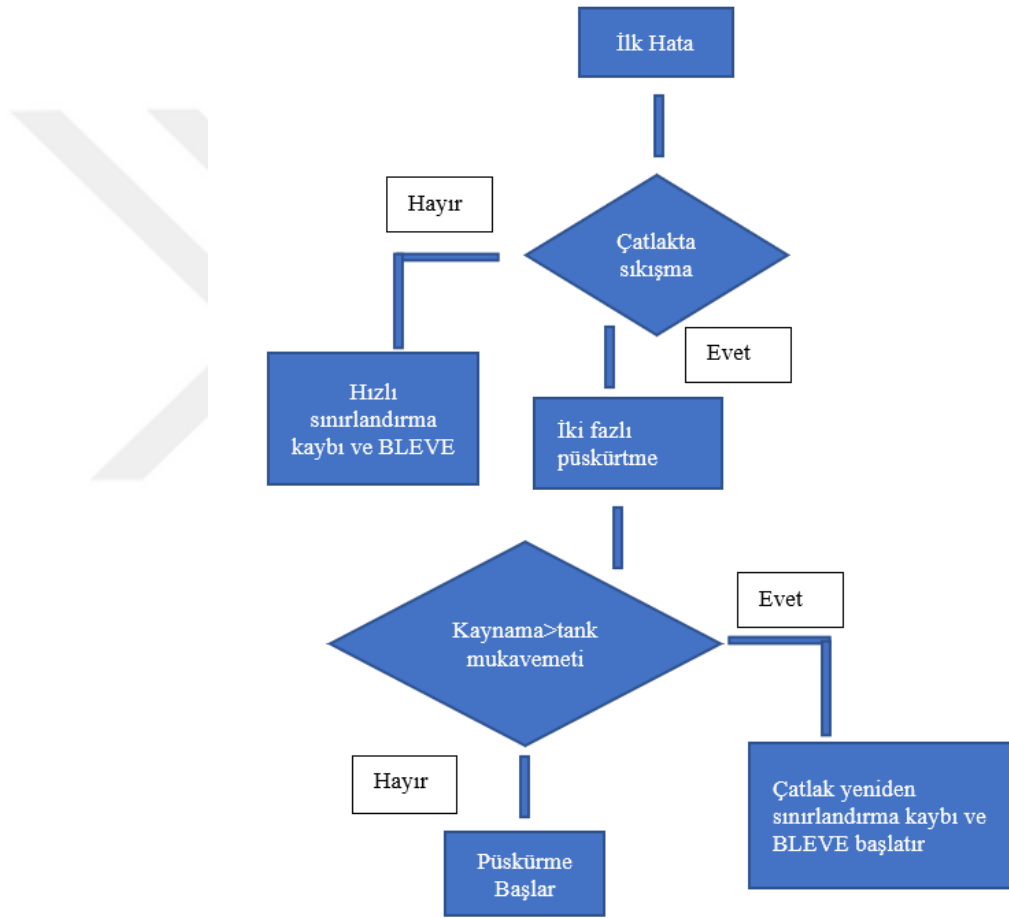 İlk Hata
Hayır
Çatlakta
sıkışma
Evet
Hızlı
sınırlandırma
kaybı ve BLEVE
İki fazlı
püskürtme
Evet
Kaynama>tank
mukavemeti
Hayır
Çatlak yeniden
sınırlandırma kaybı ve
BLEVE başlatır
Püskürme
Başlar